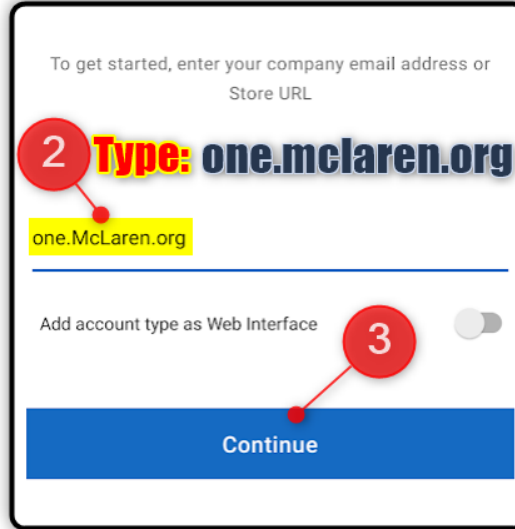 To get started, enter your company email address or
Store URL
2
Type: one.mclaren.org
one.McLaren.org
Add account type as Web Interface
3
Continue